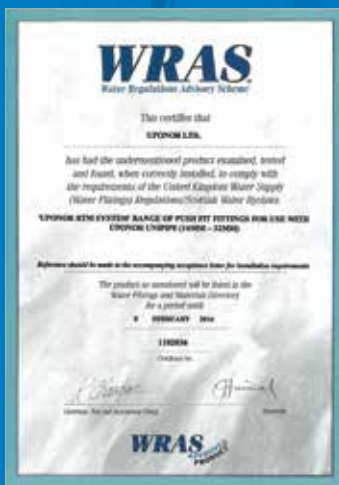 WRAS
Water Regulations Advisory Scheme
This certifies that
UPONOR LTD.
has had the undermentioned product examined, tested
and found, when correctly installed, to comply with
the requirements of the United Kingdom Water Supply
(Water Fittings) Regulations/Scottish Water Byelaws
'UPONOR RTM SYSTEM' RANGE OF PUSH FIT FITTINGS FOR USE WITH
UPONOR UNIPIPE (16MM - 32MM)
Reference should be made to the accompanying acceptance letter for installation requirements
The product so mentioned will be listed in the
Water Fittings and Materials Directory
for a period until
FEBRUARY 2016
Certificate No.
WRAS
PRODUCT